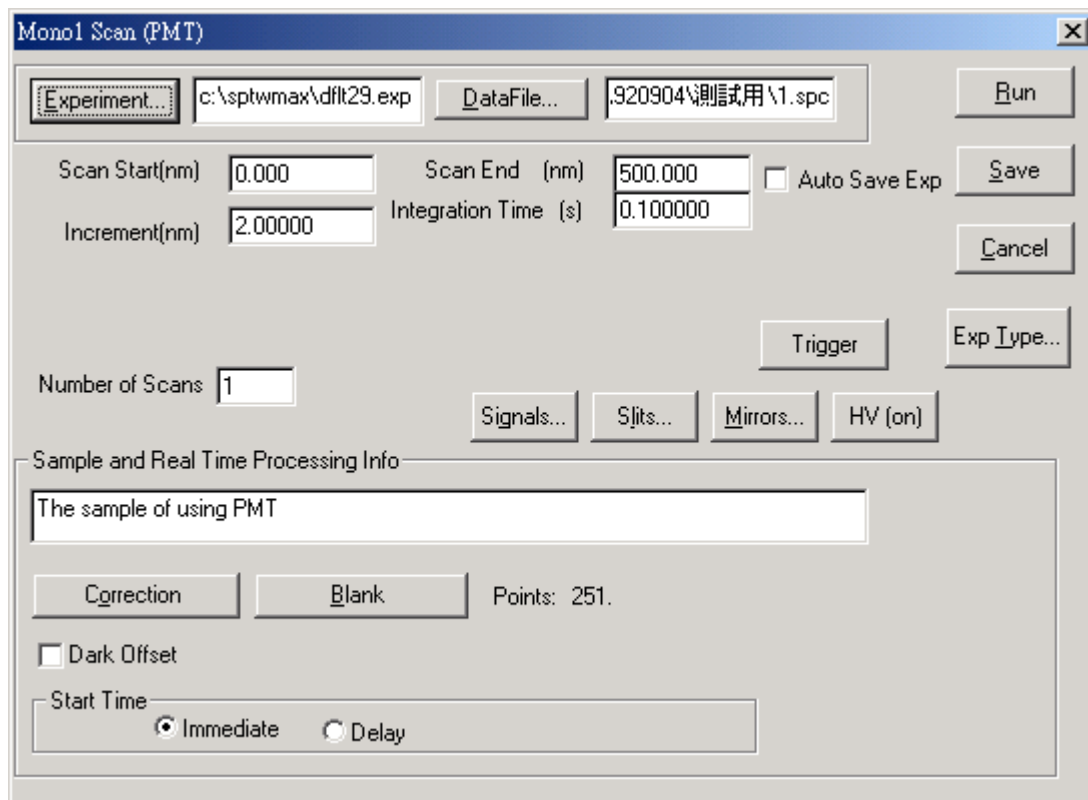 Mono1 Scan (PMT)
Experiment... c:\sptwmax\dflt29.exp DataFile... .920904\測試用\1.spc Run
Scan Start(nm) 0.000 Scan End (nm) 500.000 Auto Save Exp Save
Increment(nm) 2.00000 Integration Time (s) 0.100000
Cancel
Trigger Exp Type...
Number of Scans 1
Signals... Slits... Mirrors... HV (on)
Sample and Real Time Processing Info
The sample of using PMT
Correction Blank Points: 251.
Dark Offset
Start Time
Immediate Delay